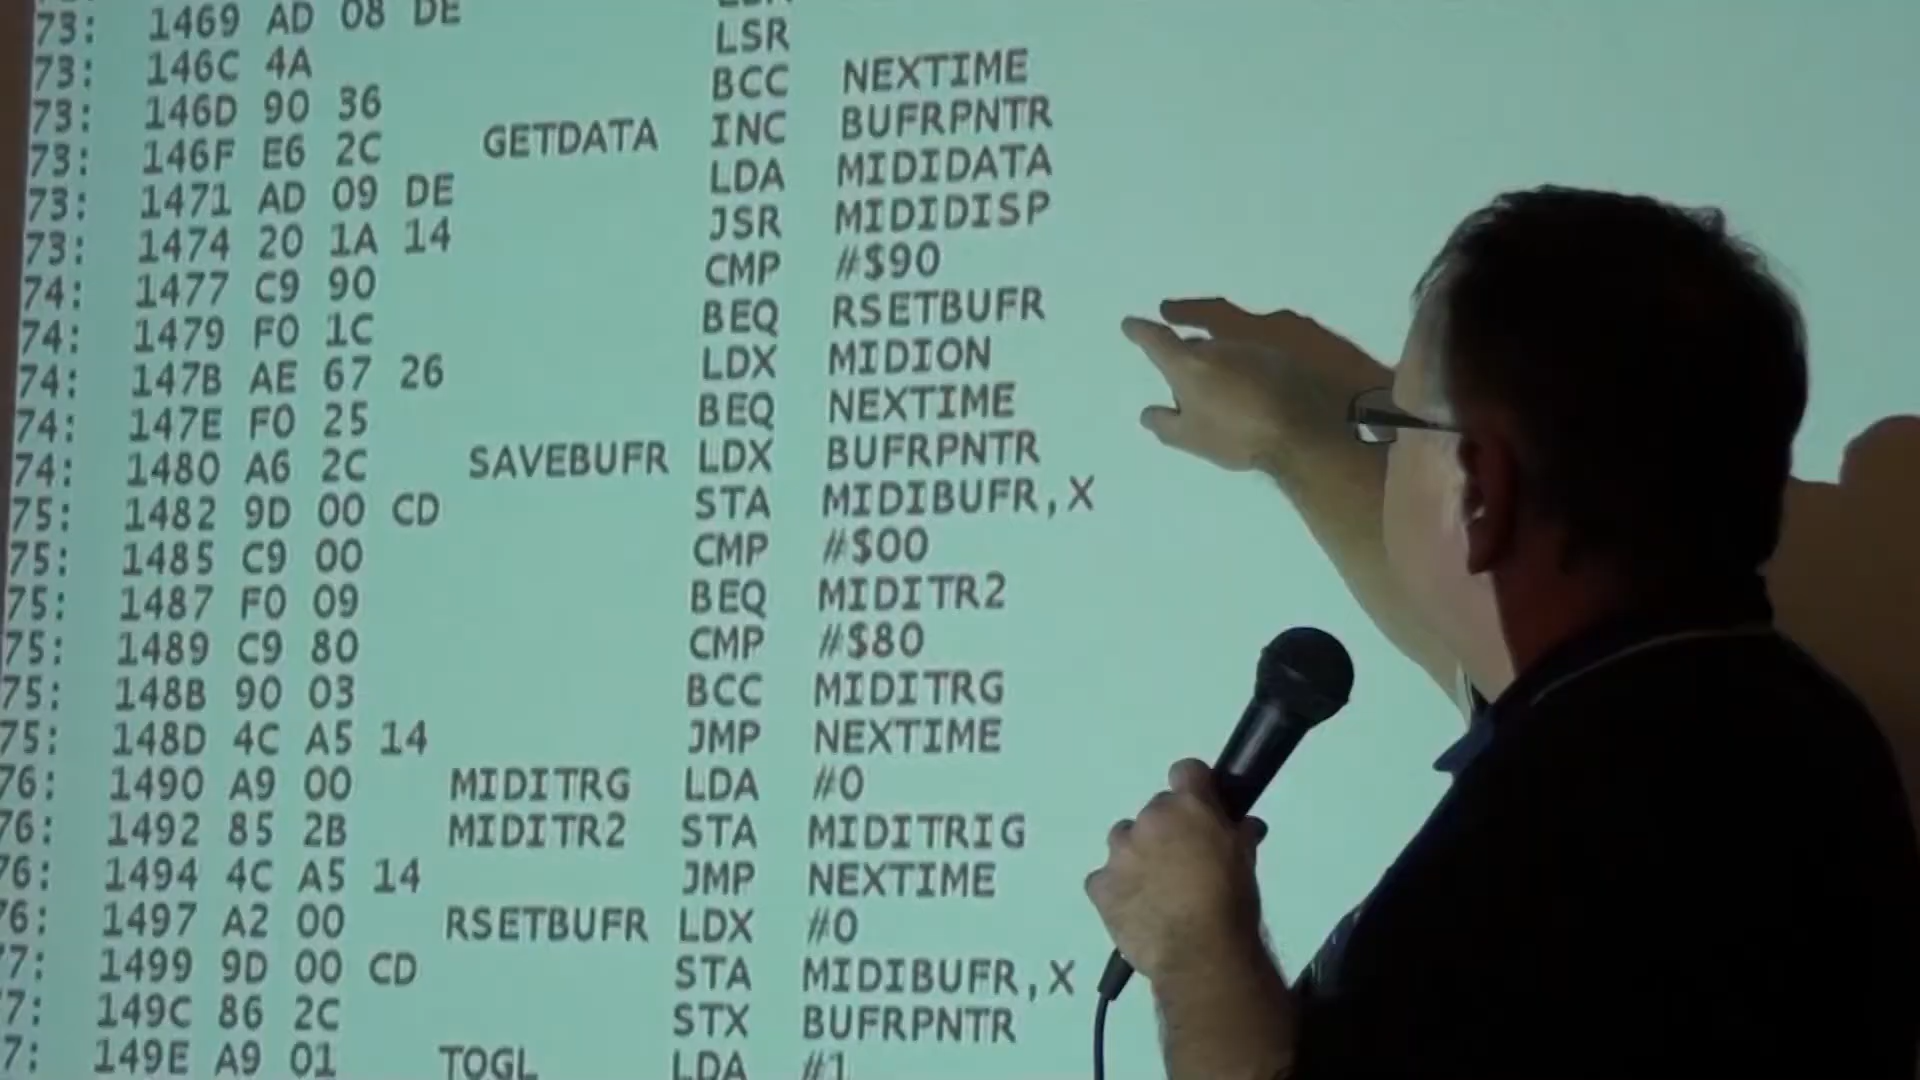 73: 1469 AD 08 DE
73: 146C 4A LSR
73: 146D 90 36 BCC NEXTIME
73: 146F E6 2C GETDATA INC BUFRPNTR
73: 1471 AD 09 DE LDA MIDIDATA
73: 1474 20 1A 14 JSR MIDIDISP
74: 1477 C9 90 CMP #$90
74: 1479 F0 1C BEQ RSETBUFR
74: 147B AE 67 26 LDX MIDION
74: 147E F0 25 BEQ NEXTIME
74: 1480 A6 2C SAVEBUFR LDX BUFRPNTR
75: 1482 9D 00 CD STA MIDIBUFR,X
75: 1485 C9 00 CMP #$00
75: 1487 F0 09 BEQ MIDITR2
75: 1489 C9 80 CMP #$80
75: 148B 90 03 BCC MIDITRG
75: 148D 4C A5 14 JMP NEXTIME
76: 1490 A9 00 MIDITRG LDA #0
76: 1492 85 2B MIDITR2 STA MIDITRIG
76: 1494 4C A5 14 JMP NEXTIME
6: 1497 A2 00 RSETBUFR LDX #0
7: 1499 9D 00 CD STA MIDIBUFR,X
7: 149C 86 2C STX BUFRPNTR
7: 149E A9 01 TOGL LDA #1